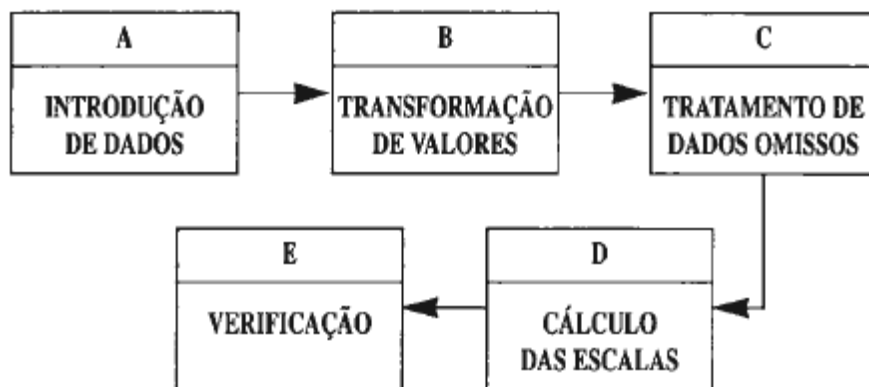 A
INTRODUÇÃO
DE DADOS
B
TRANSFORMAÇÃO
DE VALORES
C
TRATAMENTO DE
DADOS OMISSOS
D
CÁLCULO
DAS ESCALAS
E
VERIFICAÇÃO